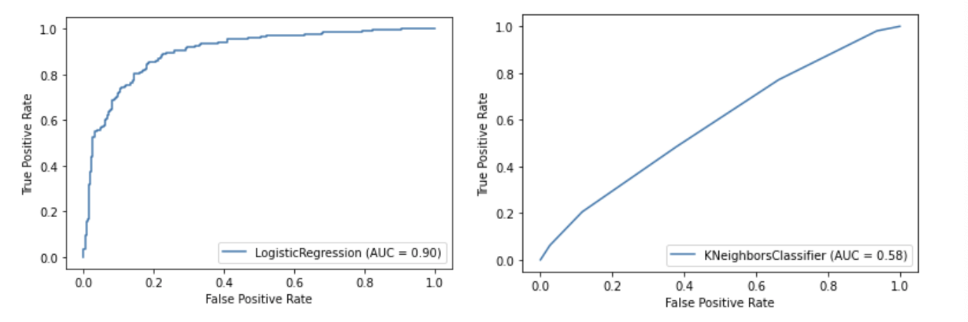 True Positive Rate
1.0
0.8
0.6
0.4
0.2
0.0
LogisticRegression (AUC = 0.90)
0.0 0.2 0.4 0.6 0.8 1.0
False Positive Rate
True Positive Rate
1.0
0.8
0.6
0.4
0.2
0.0
KNeighborsClassifier (AUC = 0.58)
0.0 0.2 0.4 0.6 0.8 1.0
False Positive Rate